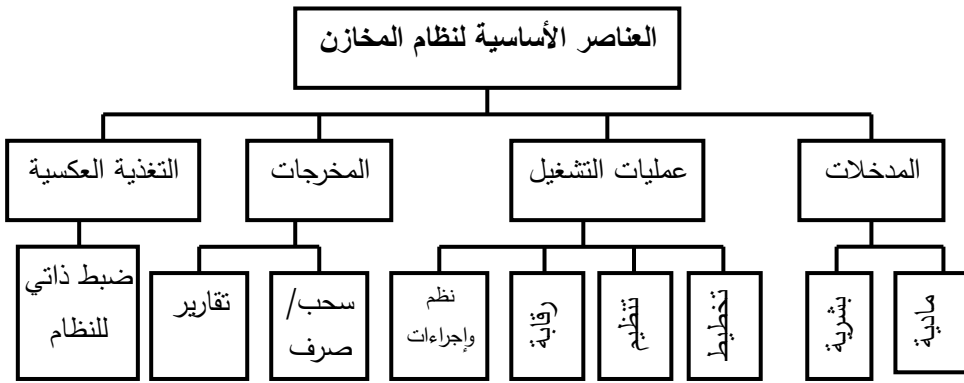 العناصر الأساسية لنظام المخازن
المدخلات
عمليات التشغيل
المخرجات
التغذية العكسية
مادية
بشرية
تخطيط
تنظيم
رقابة
نظم
وإجراءات
سحب/
صرف
تقارير
ضبط ذاتي
للنظام